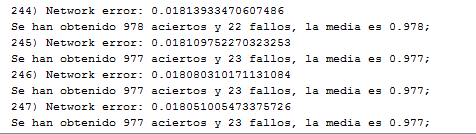 244) Network error: 0.01813933470607486
Se han obtenido 978 aciertos y 22 fallos, la media es 0.978;
245) Network error: 0.018109752270323253
Se han obtenido 977 aciertos y 23 fallos, la media es 0.977;
246) Network error: 0.018080310171131084
Se han obtenido 977 aciertos y 23 fallos, la media es 0.977;
247) Network error: 0.018051005473375726
Se han obtenido 977 aciertos y 23 fallos, la media es 0.977;